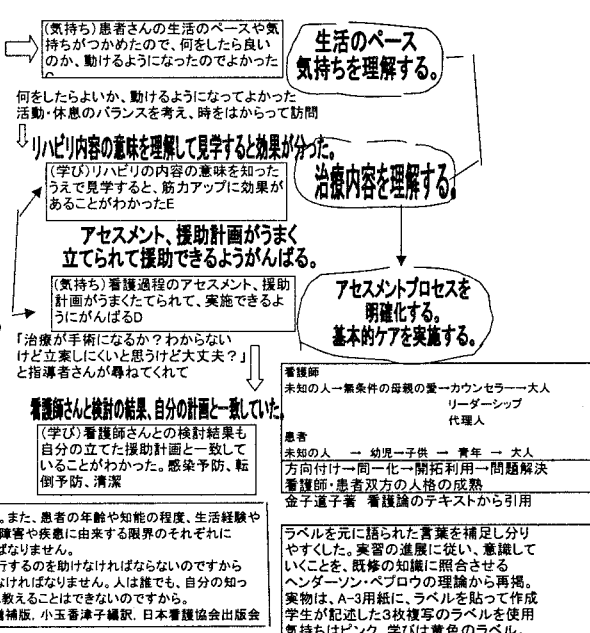 (気持ち)患者さんの生活のペースや気
持ちがつかめたので、何をしたら良い
のか、動けるようになったのでよかった
生活のペース
気持ちを理解する。
何をしたらよいか、動けるようになってよかった
活動・休息のバランスを考え、時をはからって訪問
リハビリ内容の意味を理解して見学すると効果が分った。
(学び)リハビリの内容の意味を知った
うえで見学すると、筋力アップに効果が
あることがわかったE
治療内容を理解する。
アセスメント、援助計画がうまく
立てられて援助できるようがんばる。
(気持ち)看護過程のアセスメント、援助
計画がうまくたてられて、実施できるよ
うにがんばるD
アセスメントプロセスを
明確化する。
基本的ケアを実施する。
「治療が手術になるか?わからない
けど立案しにくいと思うけど大丈夫?」
と指導者さんが尋ねてくれて
看護師さんと検討の結果、自分の計画と一致していた。
(学び)看護師さんとの検討結果も
自分の立てた援助計画と一致して
いることがわかった。感染予防、転
倒予防、清潔
看護師
未知の人→無条件の母親の愛→カウンセラー→大人
リーダーシップ
代理人
患者
未知の人 → 幼児→子供 → 青年 → 大人
方向付け→同一化→開拓利用→問題解決
看護師・患者双方の人格の成熟
金子道子著 看護論のテキストから引用
。また、患者の年齢や知能の程度、生活経験や
障害や疾患に由来する限界のそれぞれに
ばなりません。
行するのを助けなければならないのですから
なければなりません。人は誰でも、自分の知っ
教えることはできないのですから。
補版, 小玉香津子編訳, 日本看護協会出版会
ラベルを元に語られた言葉を補足し分り
やすくした。実習の進展に従い、意識して
いくことを、既修の知識に照合させる
ヘンダーソン・ペプロウの理論から再掲。
実物は、A-3用紙に、ラベルを貼って作成
学生が記述した3枚複写のラベルを使用
気持ちはピンク、学びは黄色のラベル。